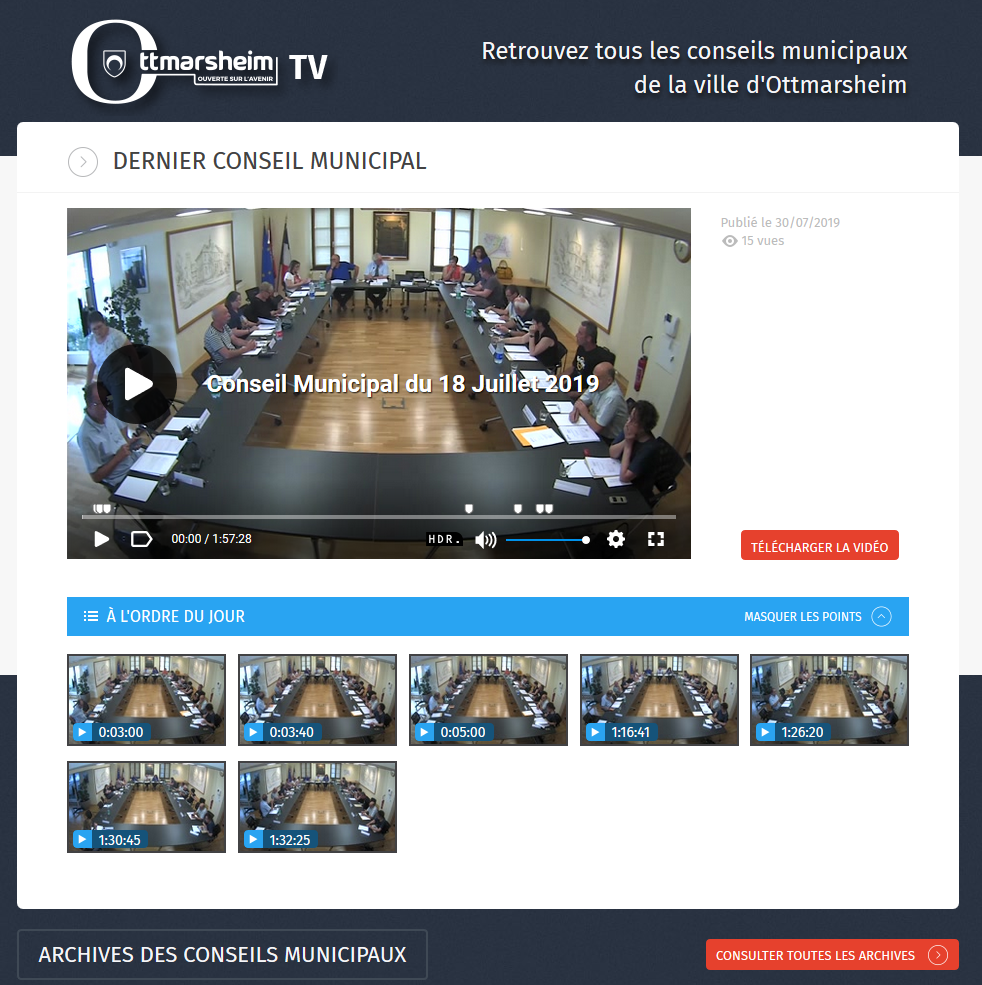 Ottmarsheim TV
OUVERTE SUR L'AVENIR
Retrouvez tous les conseils municipaux
de la ville d'Ottmarsheim
DERNIER CONSEIL MUNICIPAL
Publié le 30/07/2019
15 vues
Conseil Municipal du 18 Juillet 2019
00:00 / 1:57:28
HDR.
TÉLÉCHARGER LA VIDÉO
À L'ORDRE DU JOUR
MASQUER LES POINTS
0:03:00
0:03:40
0:05:00
1:16:41
1:26:20
1:30:45
1:32:25
ARCHIVES DES CONSEILS MUNICIPAUX
CONSULTER TOUTES LES ARCHIVES